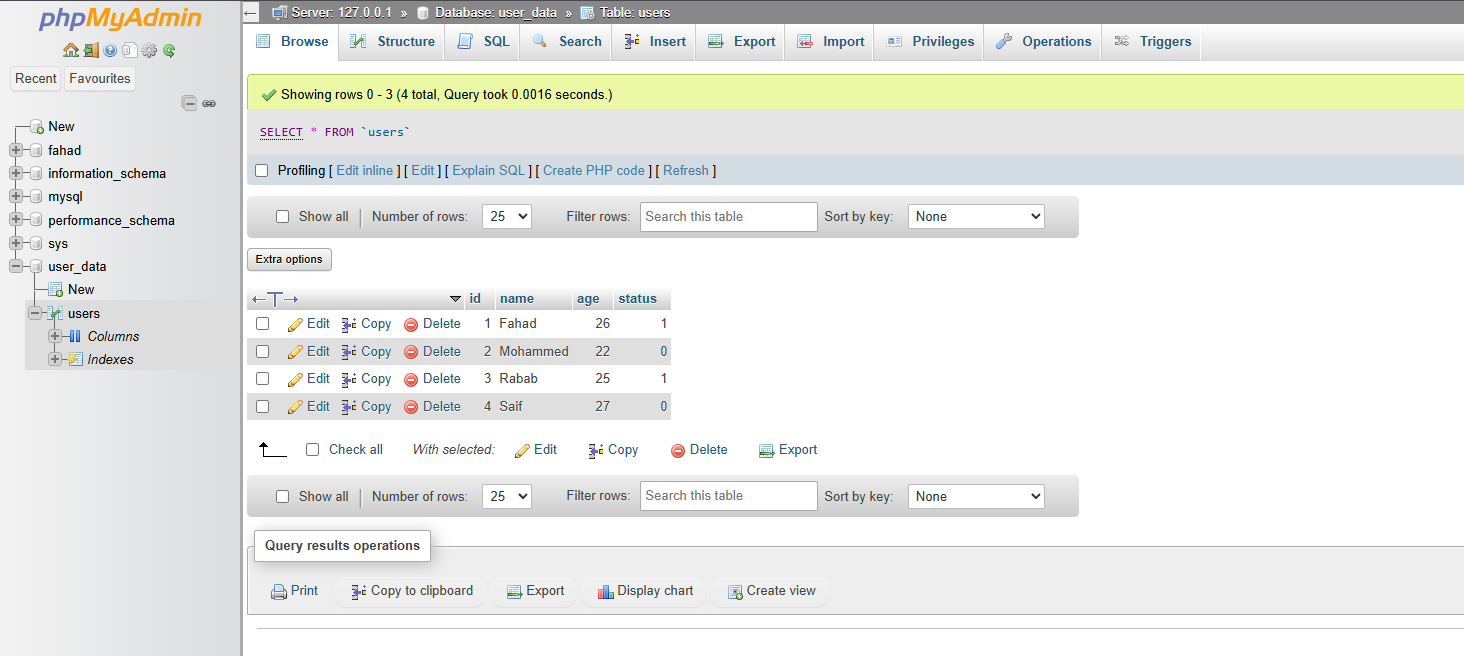 phpMyAdmin
Recent Favourites
New
fahad
information_schema
mysql
performance_schema
sys
user_data
New
users
Columns
Indexes
Server: 127.0.0.1 » Database: user_data » Table: users
Browse Structure SQL Search Insert Export Import Privileges Operations Triggers
Showing rows 0 - 3 (4 total, Query took 0.0016 seconds.)
SELECT * FROM `users`
Profiling [ Edit inline ] [ Edit ] [ Explain SQL ] [ Create PHP code ] [ Refresh ]
Show all | Number of rows: 25 Filter rows: Search this table Sort by key: None
Extra options
←T→ id name age status
Edit Copy Delete 1 Fahad 26 1
Edit Copy Delete 2 Mohammed 22 0
Edit Copy Delete 3 Rabab 25 1
Edit Copy Delete 4 Saif 27 0
Check all With selected: Edit Copy Delete Export
Show all | Number of rows: 25 Filter rows: Search this table Sort by key: None
Query results operations
Print Copy to clipboard Export Display chart Create view